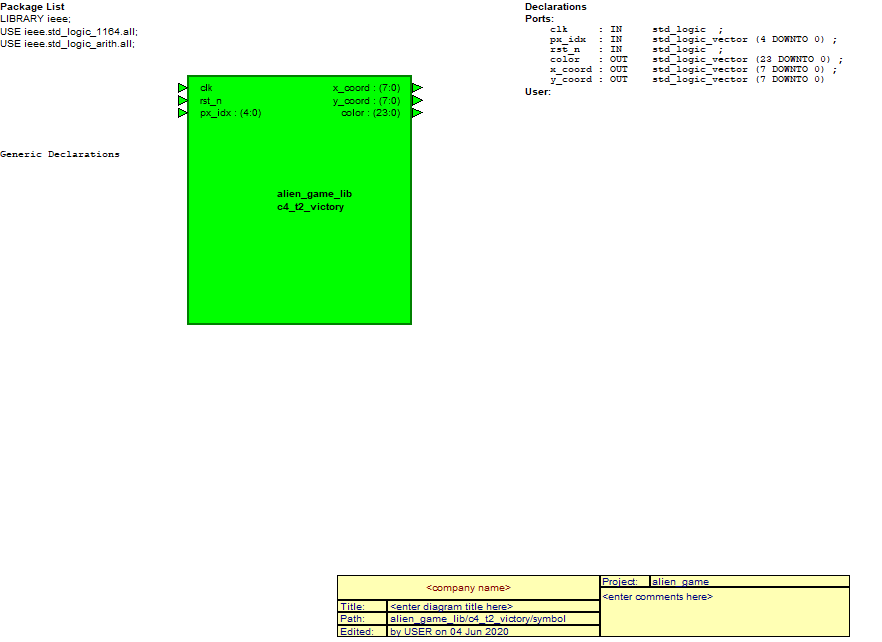 Package List
LIBRARY ieee;
USE ieee.std_logic_1164.all;
USE ieee.std_logic_arith.all;
Declarations
Ports:
clk : IN std_logic ;
px_idx : IN std_logic_vector (4 DOWNTO 0) ;
rst_n : IN std_logic ;
color : OUT std_logic_vector (23 DOWNTO 0) ;
x_coord : OUT std_logic_vector (7 DOWNTO 0) ;
y_coord : OUT std_logic_vector (7 DOWNTO 0)
User:
clk x_coord : (7:0)
rst_n y_coord : (7:0)
px_idx : (4:0) color : (23:0)
Generic Declarations
alien_game_lib
c4_t2_victory
<company name>
Project: alien_game
<enter comments here>
Title: <enter diagram title here>
Path: alien_game_lib/c4_t2_victory/symbol
Edited: by USER on 04 Jun 2020